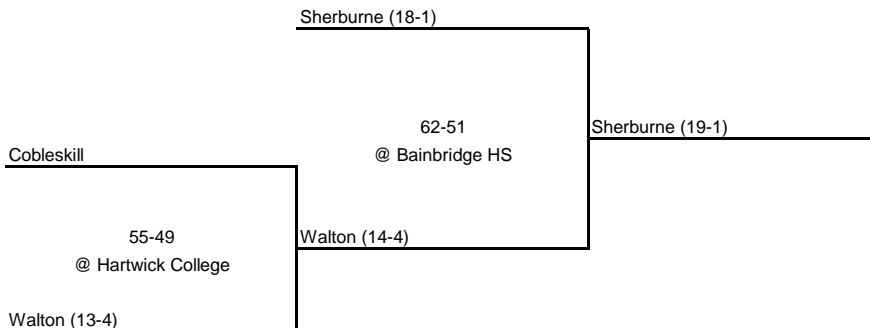 Sherburne (18-1)
62-51
@ Bainbridge HS
Sherburne (19-1)
Cobleskill
55-49
@ Hartwick College
Walton (14-4)
Walton (13-4)